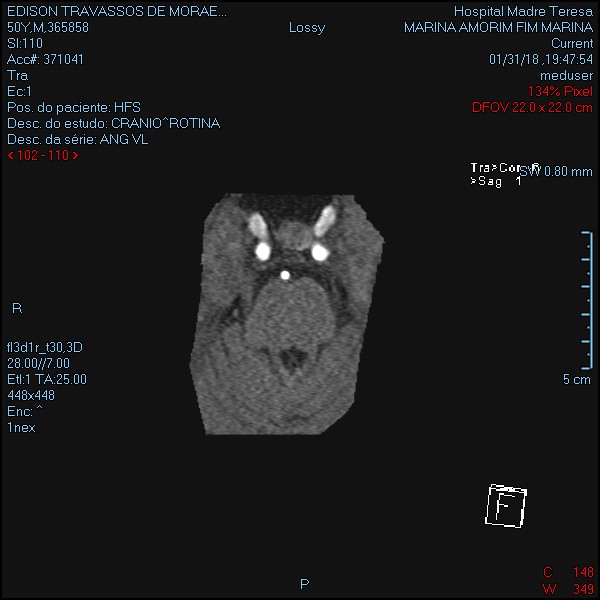 EDISON TRAVASSOS DE MORAE...
50Y,M,365858
Sl:110
Acc#: 371041
Tra
Ec:1
Pos. do paciente: HFS
Desc. do estudo: CRANIO^ROTINA
Desc. da série: ANG VL
< 102 - 110 >
Lossy
Hospital Madre Teresa
MARINA AMORIM FIM MARINA
Current
01/31/18 ,19:47:54
meduser
134% Pixel
DFOV 22.0 x 22.0 cm
Tra>Cor
SW 0.80 mm
>Sag 1
R
fl3d1r_t30,3D
28.00//7.00
Etl:1 TA:25.00
448x448
Enc: ^
1nex
5 cm
F
P
C 148
W 349